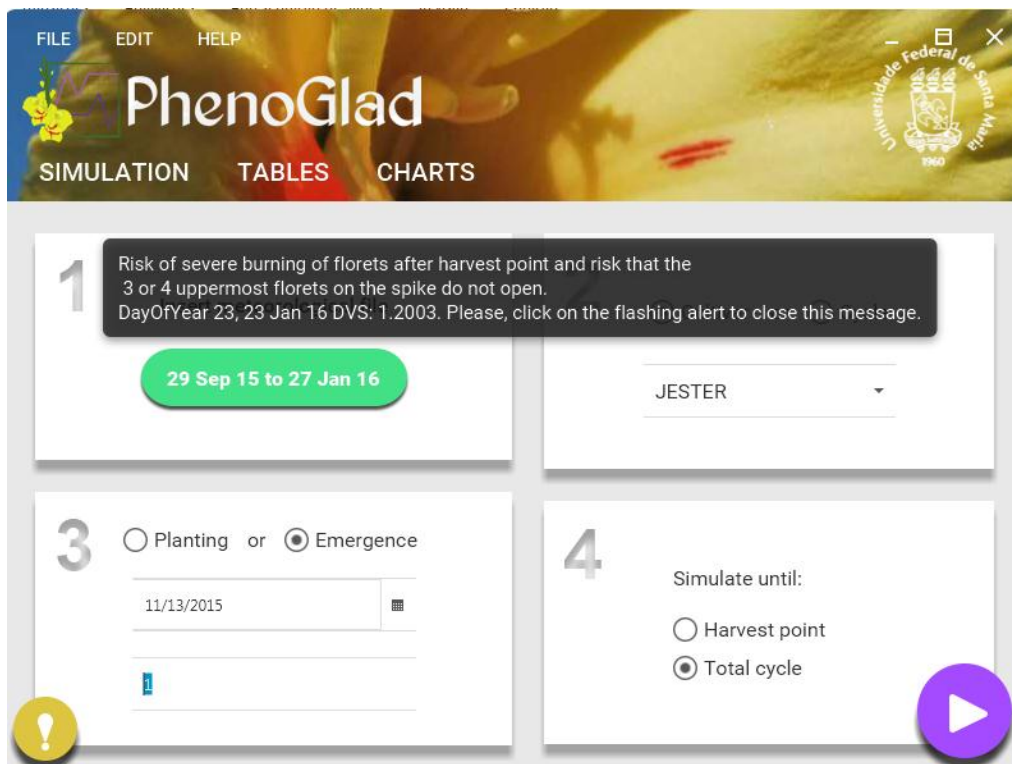 FILE EDIT HELP
PhenoGlad
Universidade Federal de Santa Maria
1960
SIMULATION TABLES CHARTS
1
Risk of severe burning of florets after harvest point and risk that the
3 or 4 uppermost florets on the spike do not open.
DayOfYear 23, 23 Jan 16 DVS: 1.2003. Please, click on the flashing alert to close this message.
29 Sep 15 to 27 Jan 16
2
JESTER
3
Planting or Emergence
11/13/2015
1
4
Simulate until:
Harvest point
Total cycle
!